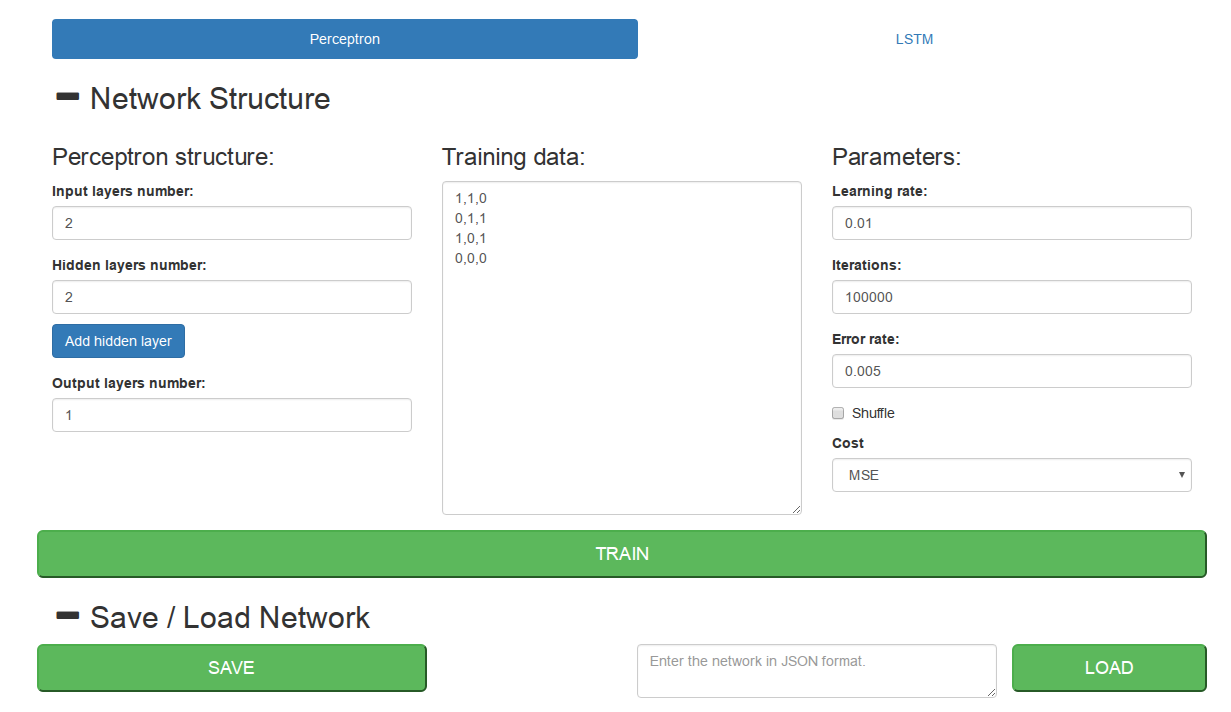 Perceptron
LSTM
Network Structure
Perceptron structure:
Input layers number:
2
Hidden layers number:
2
Add hidden layer
Output layers number:
1
Training data:
1,1,0
0,1,1
1,0,1
0,0,0
Parameters:
Learning rate:
0.01
Iterations:
100000
Error rate:
0.005
Shuffle
Cost
MSE
TRAIN
Save / Load Network
SAVE
Enter the network in JSON format.
LOAD